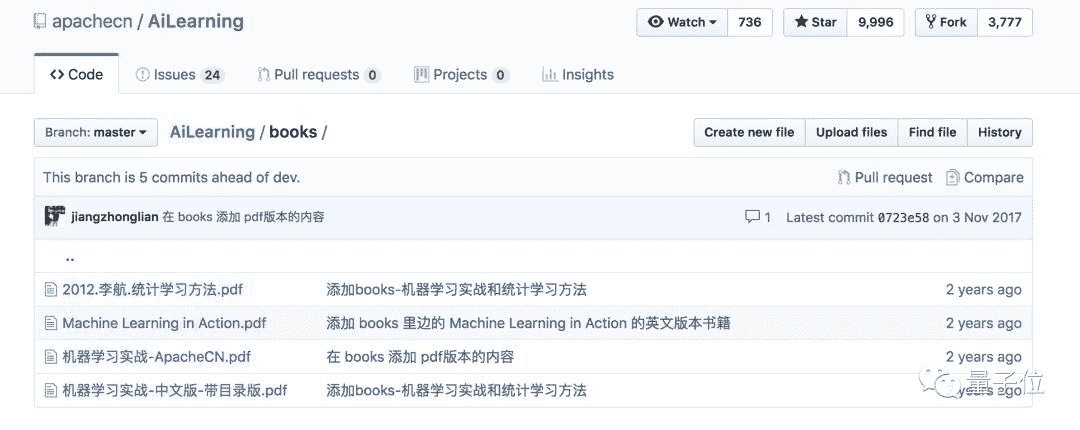 apachecn / AiLearning Watch 736 Star 9,996 Fork 3,777
Code Issues 24 Pull requests 0 Projects 0 Insights
Branch: master AiLearning / books / Create new file Upload files Find file History
This branch is 5 commits ahead of dev. Pull request Compare
jiangzhonglian 在 books 添加 pdf版本的内容 1 Latest commit 0723e58 on 3 Nov 2017
..
2012.李航.统计学习方法.pdf 添加books-机器学习实战和统计学习方法 2 years ago
Machine Learning in Action.pdf 添加 books 里边的 Machine Learning in Action 的英文版本书籍 2 years ago
机器学习实战-ApacheCN.pdf 在 books 添加 pdf版本的内容 2 years ago
机器学习实战-中文版-带目录版.pdf 添加books-机器学习实战和统计学习方法 years ago
量子位